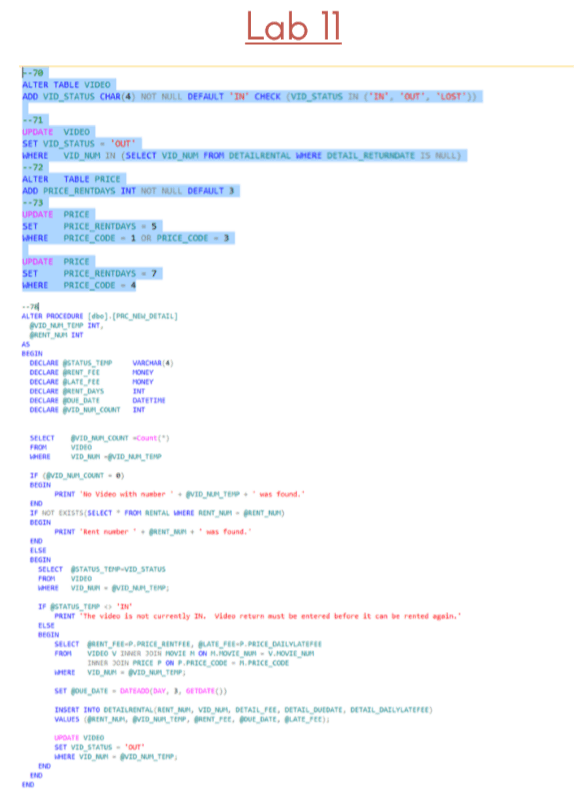 Lab 11
--70
ALTER TABLE VIDEO
ADD VID_STATUS CHAR(4) NOT NULL DEFAULT 'IN' CHECK (VID_STATUS IN ('IN', 'OUT', 'LOST'))
--71
UPDATE VIDEO
SET VID_STATUS = 'OUT'
WHERE VID_NUM IN (SELECT VID_NUM FROM DETAILRENTAL WHERE DETAIL_RETURNDATE IS NULL)
--72
ALTER TABLE PRICE
ADD PRICE_RENTDAYS INT NOT NULL DEFAULT 3
--73
UPDATE PRICE
SET PRICE_RENTDAYS = 5
WHERE PRICE_CODE = 1 OR PRICE_CODE = 3
UPDATE PRICE
SET PRICE_RENTDAYS = 7
WHERE PRICE_CODE = 4
--78
ALTER PROCEDURE [dbo].[PRC_NEW_DETAIL]
@VID_NUM_TEMP INT,
@RENT_NUM INT
AS
BEGIN
DECLARE @STATUS_TEMP VARCHAR(4)
DECLARE @RENT_FEE MONEY
DECLARE @LATE_FEE MONEY
DECLARE @RENT_DAYS INT
DECLARE @DUE_DATE DATETIME
DECLARE @VID_NUM_COUNT INT
SELECT @VID_NUM_COUNT =Count(*)
FROM VIDEO
WHERE VID_NUM =@VID_NUM_TEMP
IF (@VID_NUM_COUNT = 0)
BEGIN
PRINT 'No Video with number ' + @VID_NUM_TEMP + ' was found.'
END
IF NOT EXISTS(SELECT * FROM RENTAL WHERE RENT_NUM = @RENT_NUM)
BEGIN
PRINT 'Rent number ' + @RENT_NUM + ' was found.'
END
ELSE
BEGIN
SELECT @STATUS_TEMP=VID_STATUS
FROM VIDEO
WHERE VID_NUM = @VID_NUM_TEMP;
IF @STATUS_TEMP <> 'IN'
PRINT 'The video is not currently IN. Video return must be entered before it can be rented again.'
ELSE
BEGIN
SELECT @RENT_FEE=P.PRICE_RENTFEE, @LATE_FEE=P.PRICE_DAILYLATEFEE
FROM VIDEO V INNER JOIN MOVIE M ON M.MOVIE_NUM = V.MOVIE_NUM
INNER JOIN PRICE P ON P.PRICE_CODE = M.PRICE_CODE
WHERE VID_NUM = @VID_NUM_TEMP;
SET @DUE_DATE = DATEADD(DAY, 3, GETDATE())
INSERT INTO DETAILRENTAL(RENT_NUM, VID_NUM, DETAIL_FEE, DETAIL_DUEDATE, DETAIL_DAILYLATEFEE)
VALUES (@RENT_NUM, @VID_NUM_TEMP, @RENT_FEE, @DUE_DATE, @LATE_FEE);
UPDATE VIDEO
SET VID_STATUS = 'OUT'
WHERE VID_NUM = @VID_NUM_TEMP;
END
END
END